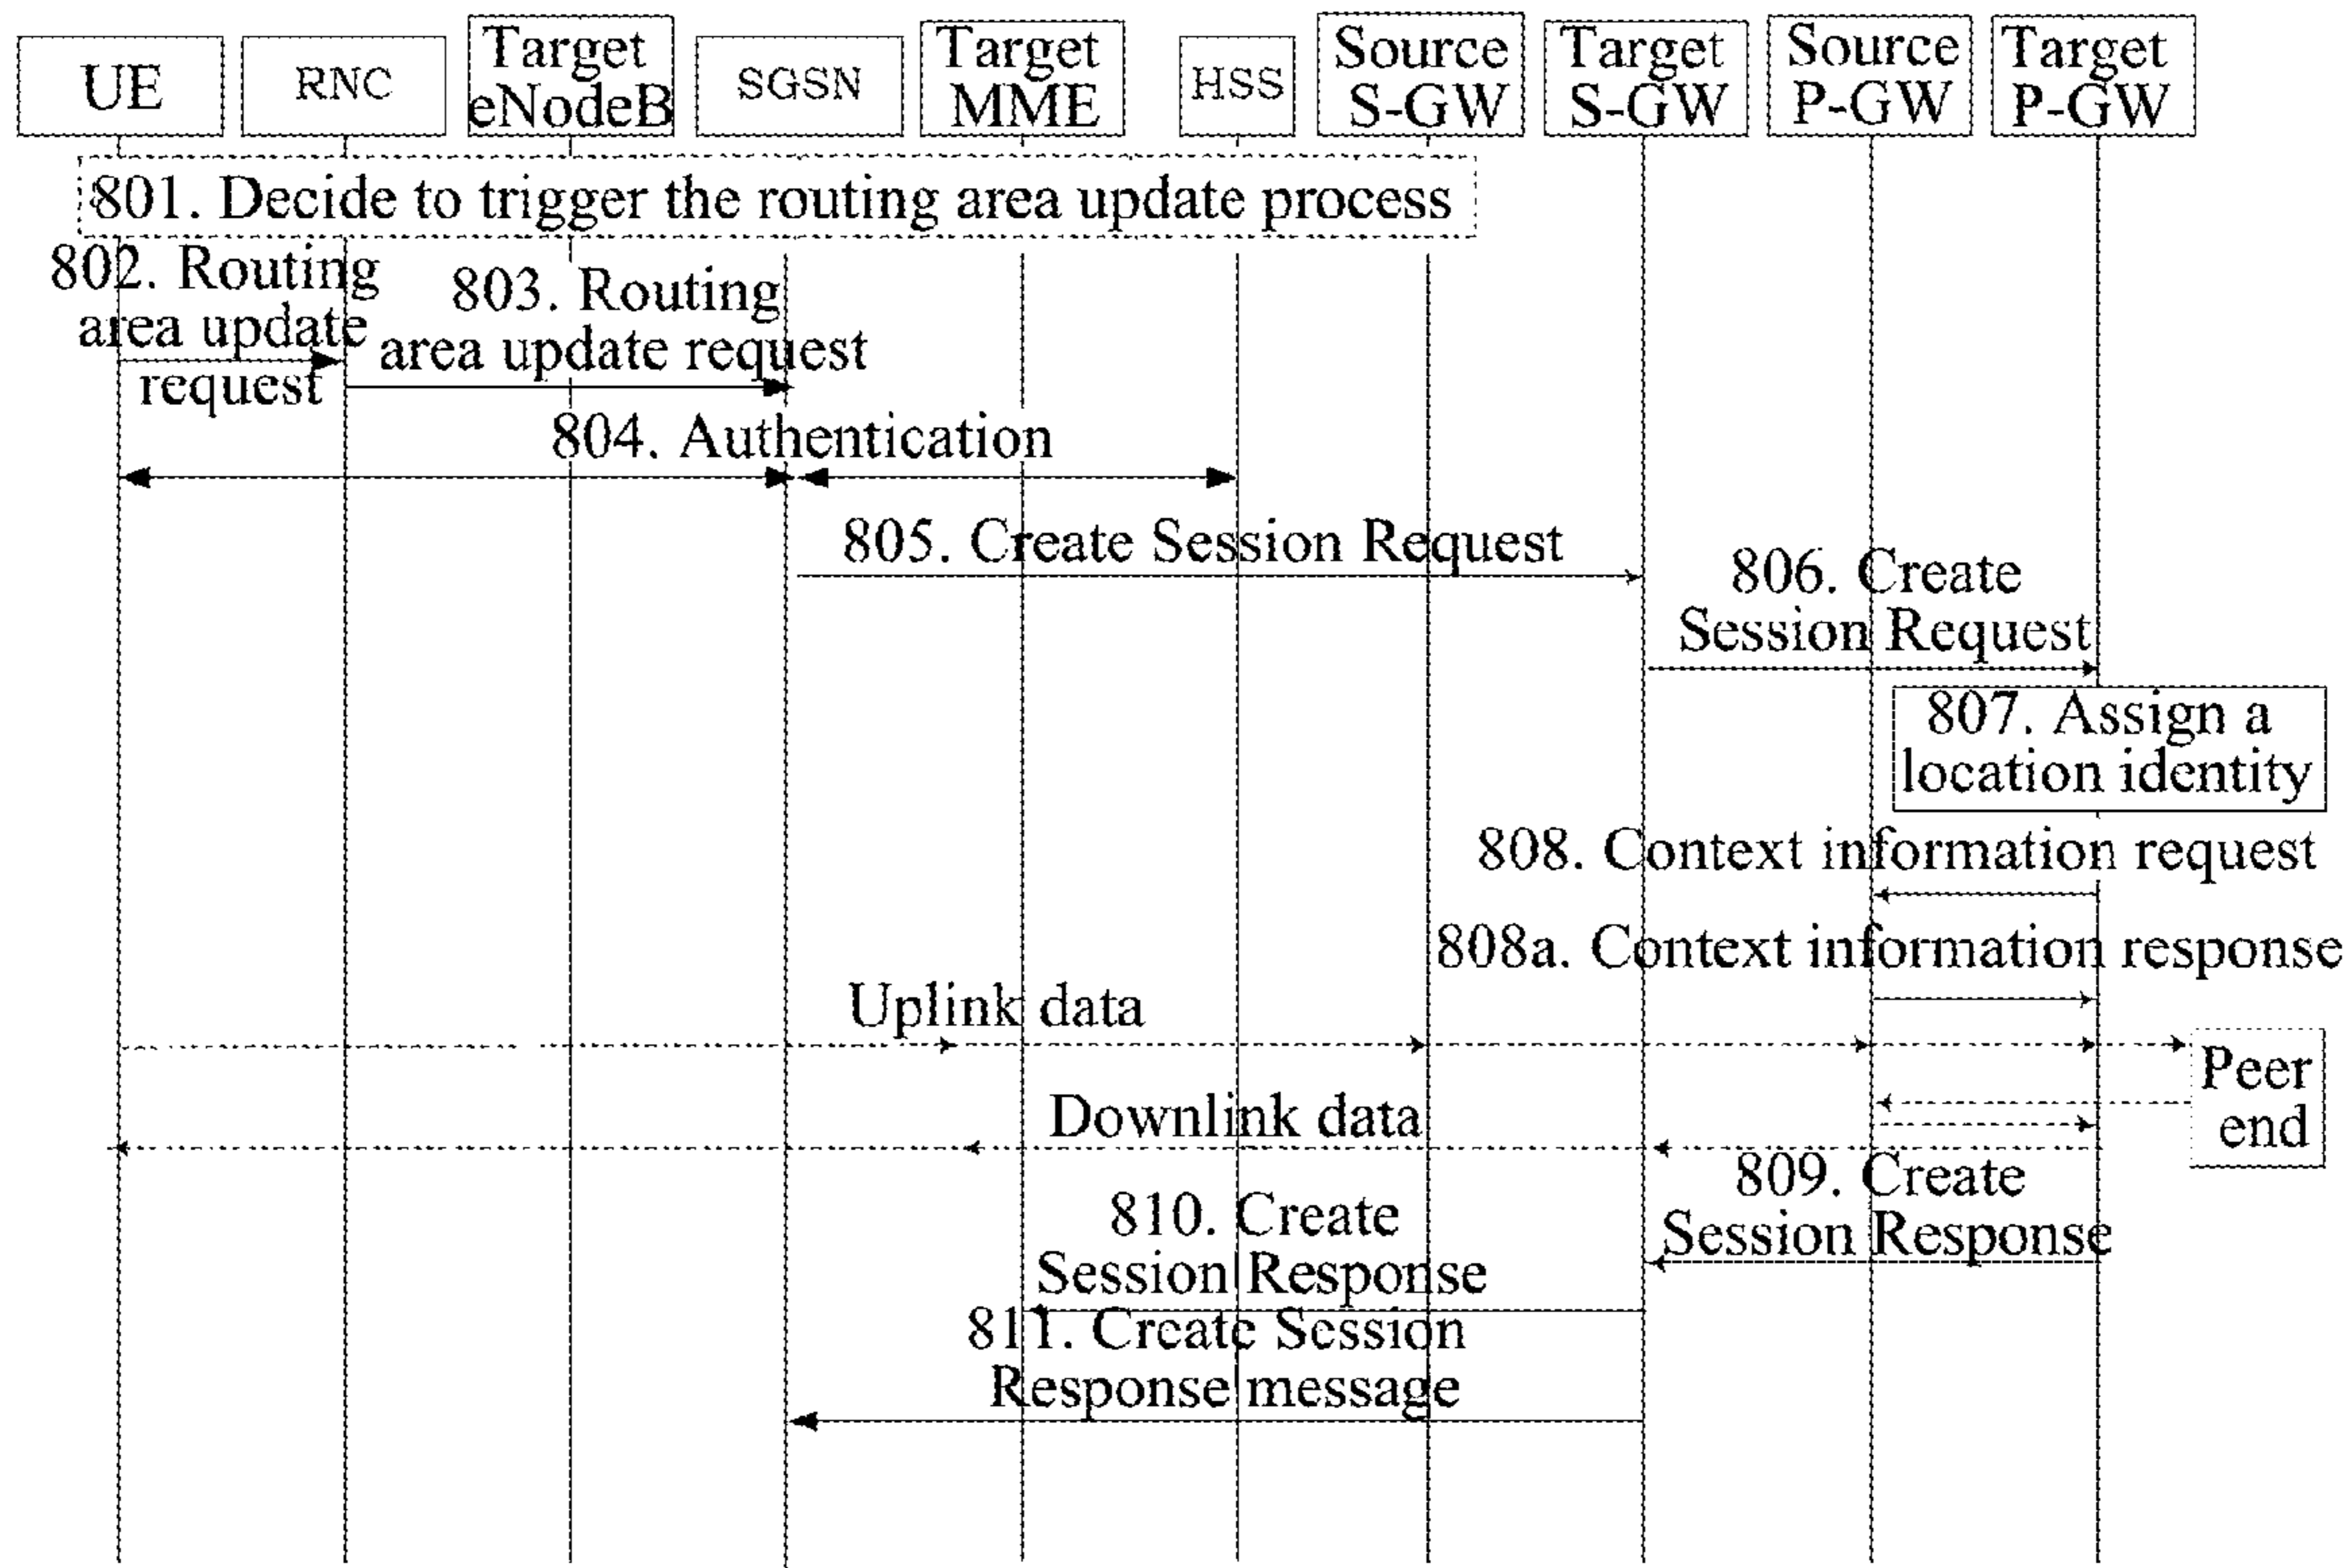 UE
RNC
Target
eNodeB
SGSN
Target
MME
HSS
Source
S-GW
Target
S-GW
Source
P-GW
Target
P-GW
801. Decide to trigger the routing area update process
802. Routing
area update
request
803. Routing
area update request
804. Authentication
805. Create Session Request
806. Create
Session Request
807. Assign a
location identity
808. Context information request
808a. Context information response
Uplink data
Peer
end
Downlink data
809. Create
Session Response
810. Create
Session Response
811. Create Session
Response message